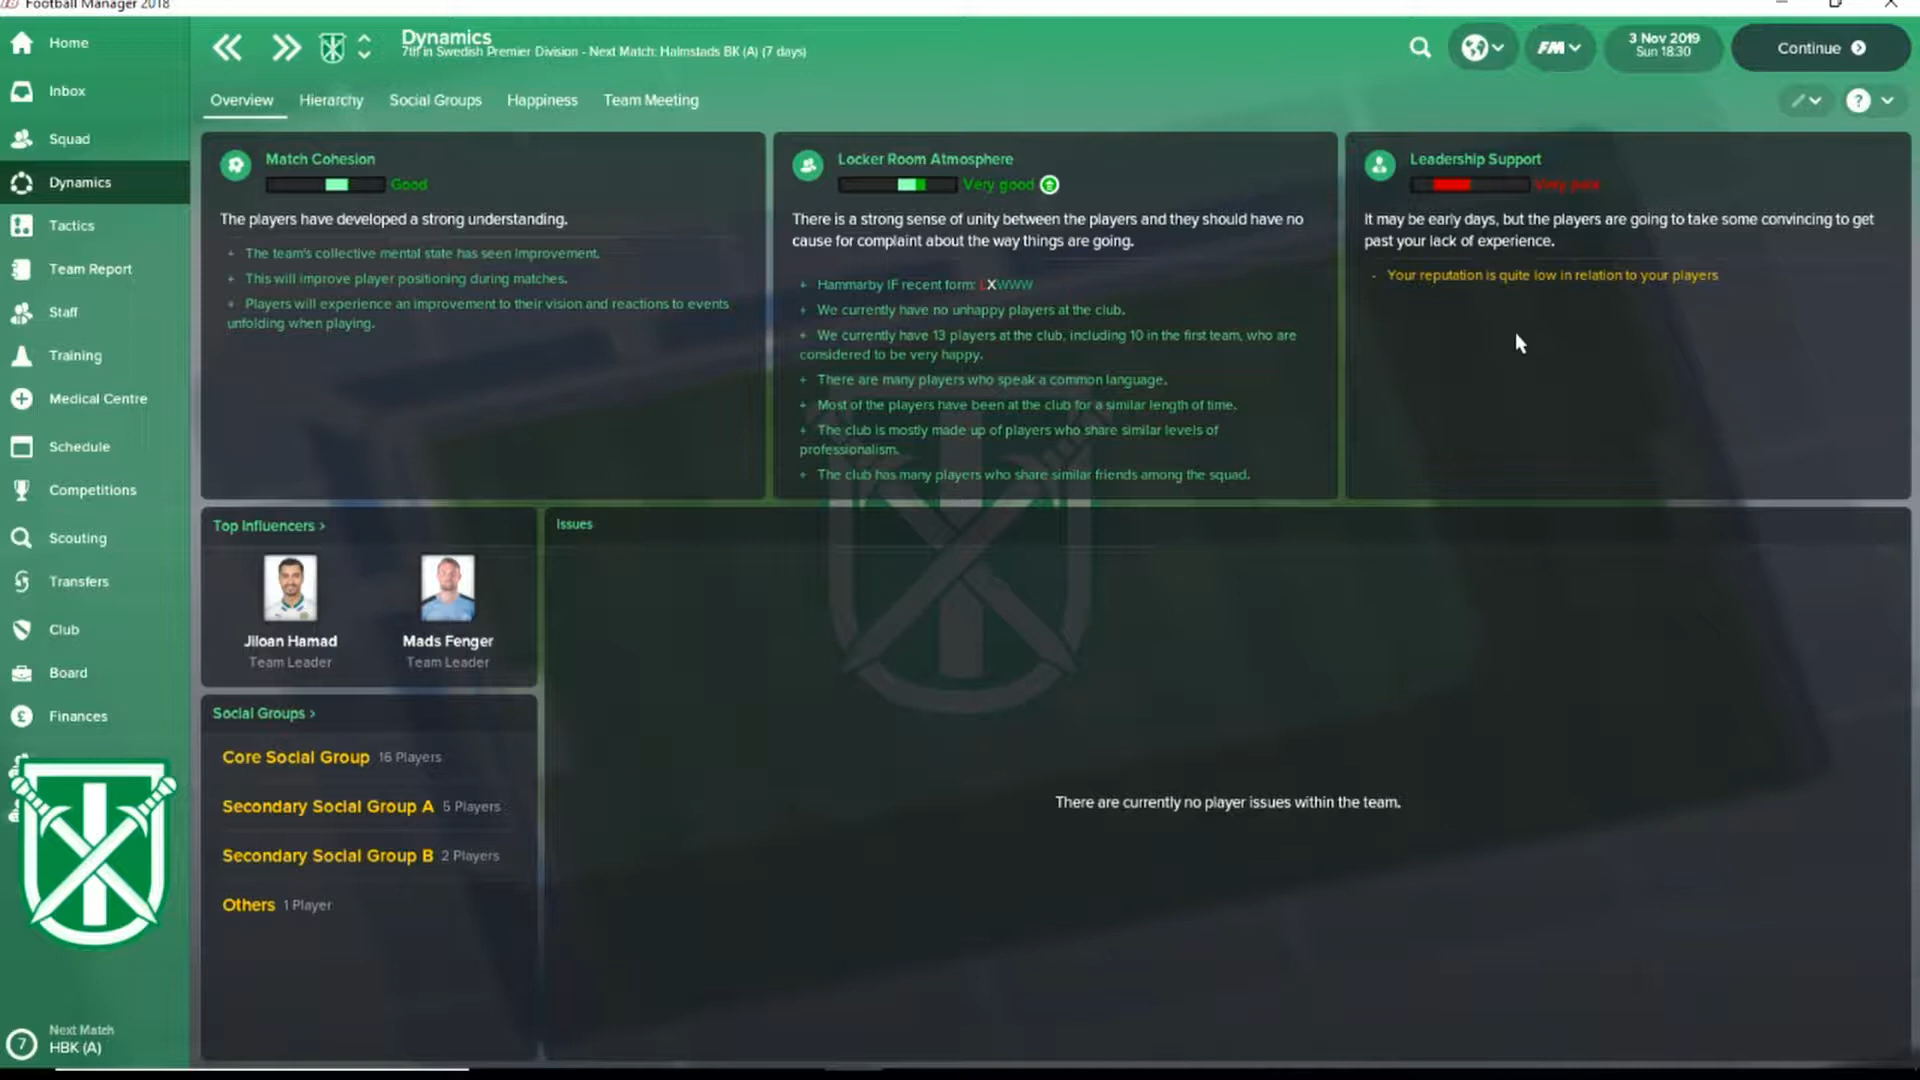 Football Manager 2018
Home
Inbox
Squad
Dynamics
Tactics
Team Report
Staff
Training
Medical Centre
Schedule
Competitions
Scouting
Transfers
Club
Board
Finances
7
Next Match
HBK (A)
Dynamics
7th in Swedish Premier Division - Next Match: Halmstads BK (A) (7 days)
FM
3 Nov 2019
Sun 18:30
Continue
Overview
Hierarchy
Social Groups
Happiness
Team Meeting
?
Match Cohesion
Good
The players have developed a strong understanding.
+ The team's collective mental state has seen improvement.
+ This will improve player positioning during matches.
+ Players will experience an improvement to their vision and reactions to events
unfolding when playing.
Locker Room Atmosphere
Very good
There is a strong sense of unity between the players and they should have no
cause for complaint about the way things are going.
+ Hammarby IF recent form: LXWWW
+ We currently have no unhappy players at the club.
+ We currently have 13 players at the club, including 10 in the first team, who are
considered to be very happy.
+ There are many players who speak a common language.
+ Most of the players have been at the club for a similar length of time.
+ The club is mostly made up of players who share similar levels of
professionalism.
+ The club has many players who share similar friends among the squad.
Leadership Support
Very poor
It may be early days, but the players are going to take some convincing to get
past your lack of experience.
- Your reputation is quite low in relation to your players
Top Influencers >
Jiloan Hamad
Team Leader
Mads Fenger
Team Leader
Social Groups >
Core Social Group 16 Players
Secondary Social Group A 5 Players
Secondary Social Group B 2 Players
Others 1 Player
Issues
There are currently no player issues within the team.